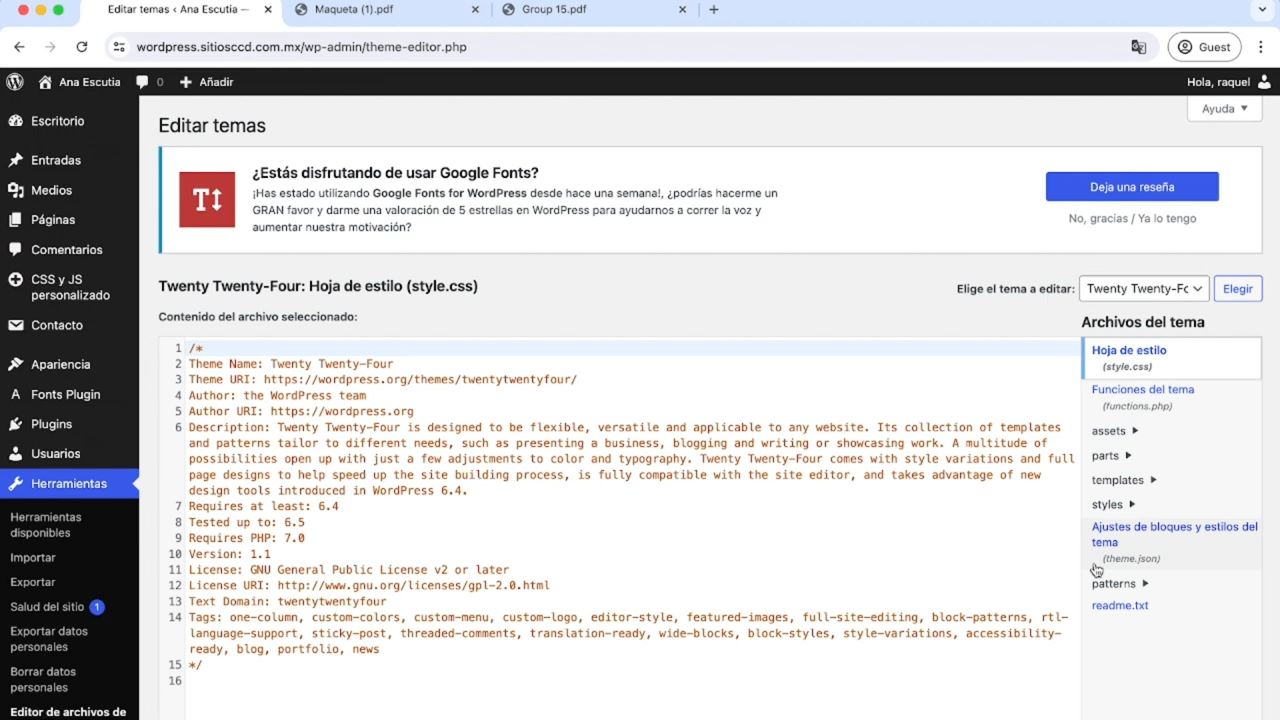 Editar temas ‹ Ana Escutia —
Maqueta (1).pdf
Group 15.pdf
wordpress.sitiosccd.com.mx/wp-admin/theme-editor.php
Guest
Ana Escutia
0
Añadir
Hola, raquel
Ayuda
Escritorio
Entradas
Medios
Páginas
Comentarios
CSS y JS
personalizado
Contacto
Apariencia
Fonts Plugin
Plugins
Usuarios
Herramientas
Herramientas
disponibles
Importar
Exportar
Salud del sitio 1
Exportar datos
personales
Borrar datos
personales
Editor de archivos de
Editar temas
¿Estás disfrutando de usar Google Fonts?
¡Has estado utilizando Google Fonts for WordPress desde hace una semana!, ¿podrías hacerme un
GRAN favor y darme una valoración de 5 estrellas en WordPress para ayudarnos a correr la voz y
aumentar nuestra motivación?
Deja una reseña
No, gracias / Ya lo tengo
Twenty Twenty-Four: Hoja de estilo (style.css)
Elige el tema a editar:
Twenty Twenty-Fc
Elegir
Contenido del archivo seleccionado:
1 /*
2 Theme Name: Twenty Twenty-Four
3 Theme URI: https://wordpress.org/themes/twentytwentyfour/
4 Author: the WordPress team
5 Author URI: https://wordpress.org
6 Description: Twenty Twenty-Four is designed to be flexible, versatile and applicable to any website. Its collection of templates
and patterns tailor to different needs, such as presenting a business, blogging and writing or showcasing work. A multitude of
possibilities open up with just a few adjustments to color and typography. Twenty Twenty-Four comes with style variations and full
page designs to help speed up the site building process, is fully compatible with the site editor, and takes advantage of new
design tools introduced in WordPress 6.4.
7 Requires at least: 6.4
8 Tested up to: 6.5
9 Requires PHP: 7.0
10 Version: 1.1
11 License: GNU General Public License v2 or later
12 License URI: http://www.gnu.org/licenses/gpl-2.0.html
13 Text Domain: twentytwentyfour
14 Tags: one-column, custom-colors, custom-menu, custom-logo, editor-style, featured-images, full-site-editing, block-patterns, rtl-
language-support, sticky-post, threaded-comments, translation-ready, wide-blocks, block-styles, style-variations, accessibility-
ready, blog, portfolio, news
15 */
16
Archivos del tema
Hoja de estilo
(style.css)
Funciones del tema
(functions.php)
assets
parts
templates
styles
Ajustes de bloques y estilos del
tema
(theme.json)
patterns
readme.txt